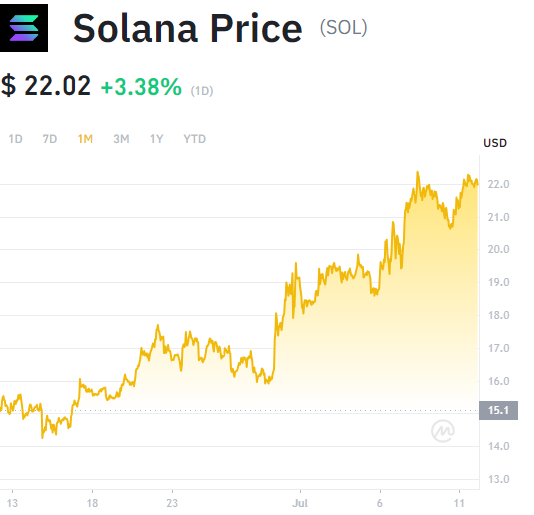 Solana Price (SOL)
$ 22.02 +3.38% (1D)
1D 7D 1M 3M 1Y YTD
USD
22.0
21.0
20.0
19.0
18.0
17.0
16.0
15.1
14.0
13.0
13 18 23 Jul 6 11